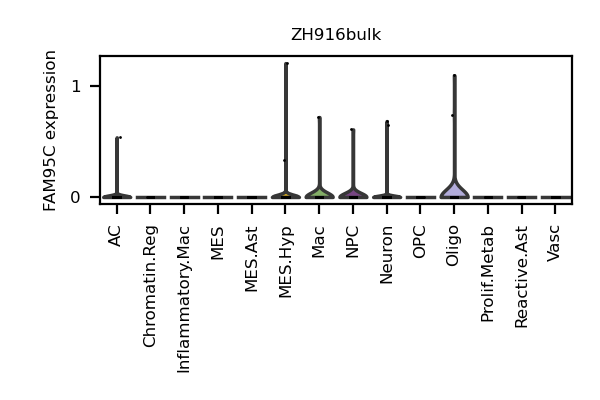 ZH916bulk
FAM95C expression
1
0
AC
Chromatin.Reg
Inflammatory.Mac
MES
MES.Ast
MES.Hyp
Mac
NPC
Neuron
OPC
Oligo
Prolif.Metab
Reactive.Ast
Vasc